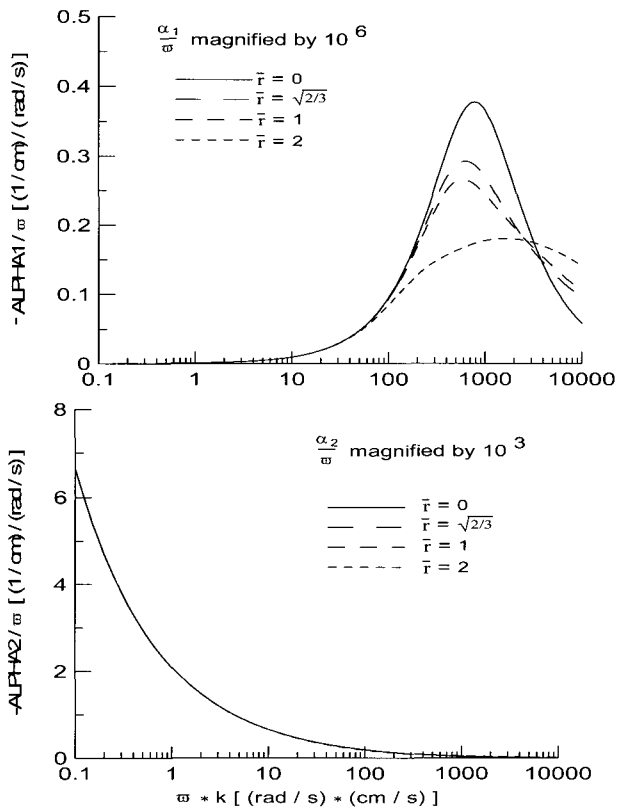 0.5
α1/ϖ magnified by 10 6
r̄ = 0
r̄ = √2/3
r̄ = 1
r̄ = 2
0.4
0.3
0.2
0.1
0
-ALPHA1/ϖ [ (1/cm)/(rad/s)]
0.1 1 10 100 1000 10000
8
α2/ϖ magnified by 10 3
r̄ = 0
r̄ = √2/3
r̄ = 1
r̄ = 2
6
4
2
0
-ALPHA2/ϖ [ (1/cm)/(rad/s)]
0.1 1 10 100 1000 10000
ϖ * k [ (rad / s) * (cm / s) ]